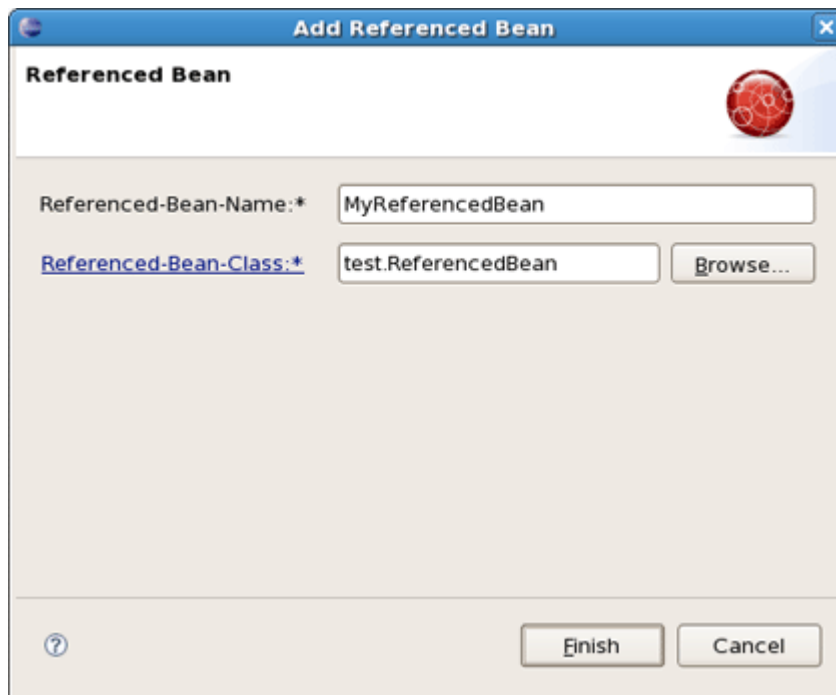 Add Referenced Bean
Referenced Bean
Referenced-Bean-Name:* MyReferencedBean
Referenced-Bean-Class:* test.ReferencedBean Browse...
Finish Cancel